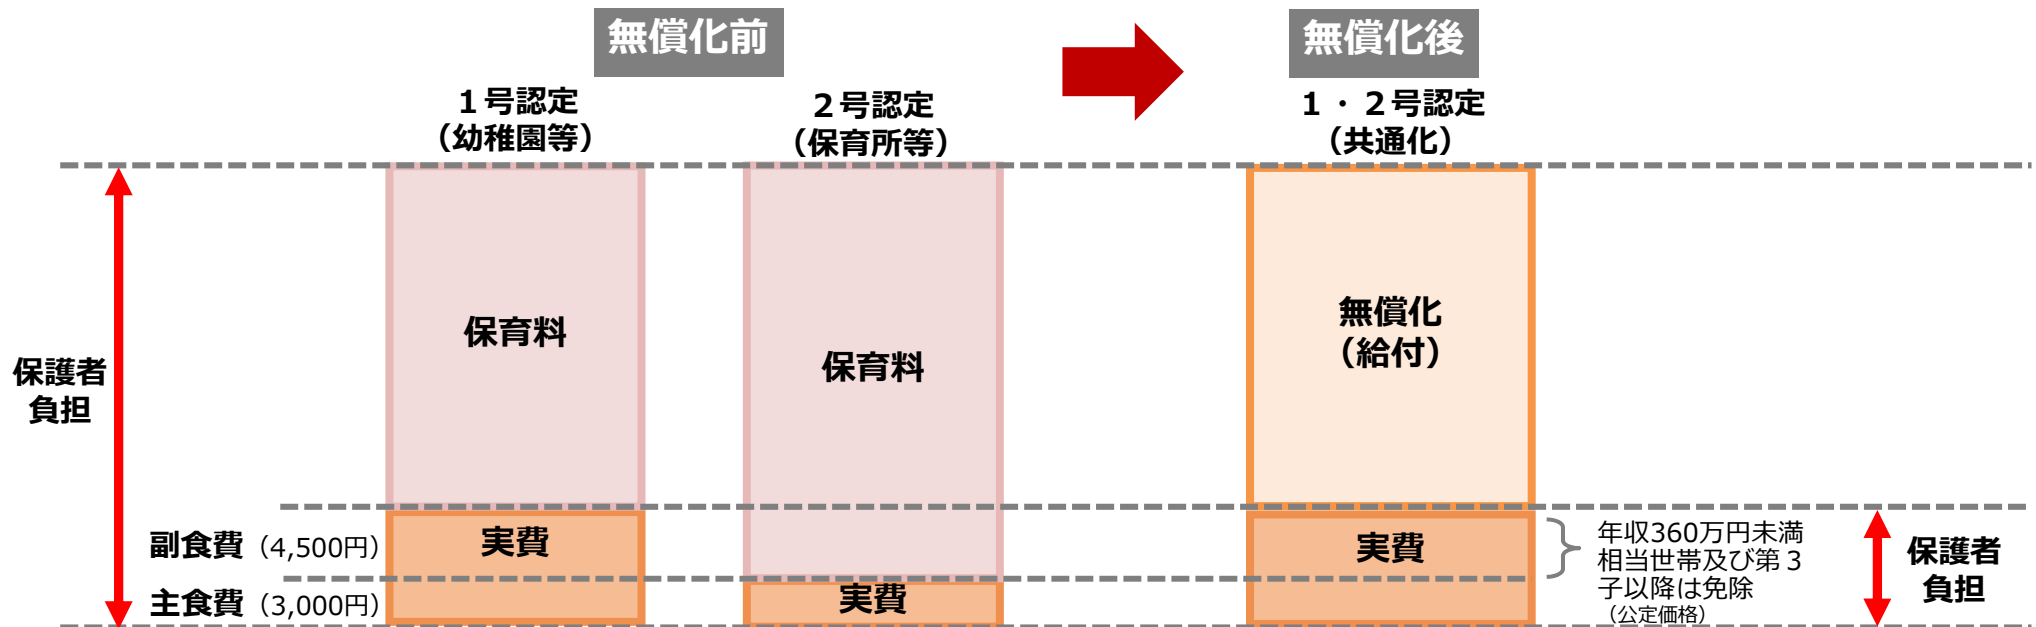 無償化前
無償化後
１号認定
（幼稚園等）
２号認定
（保育所等）
１・２号認定
（共通化）
保護者
負担
保育料
保育料
無償化
（給付）
副食費（4,500円）
実費
主食費（3,000円）
実費
実費
年収360万円未満
相当世帯及び第３
子以降は免除
（公定価格）
保護者
負担